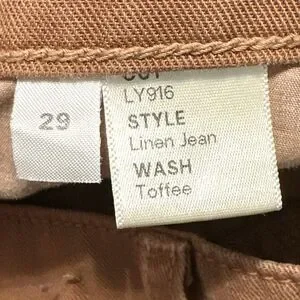 29
CUT
LY916
STYLE
Linen Jean
WASH
Toffee